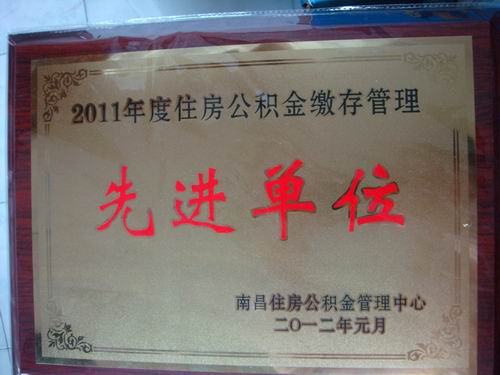 2011年度住房公积金缴存管理
先进单位
南昌住房公积金管理中心
二〇一二年元月